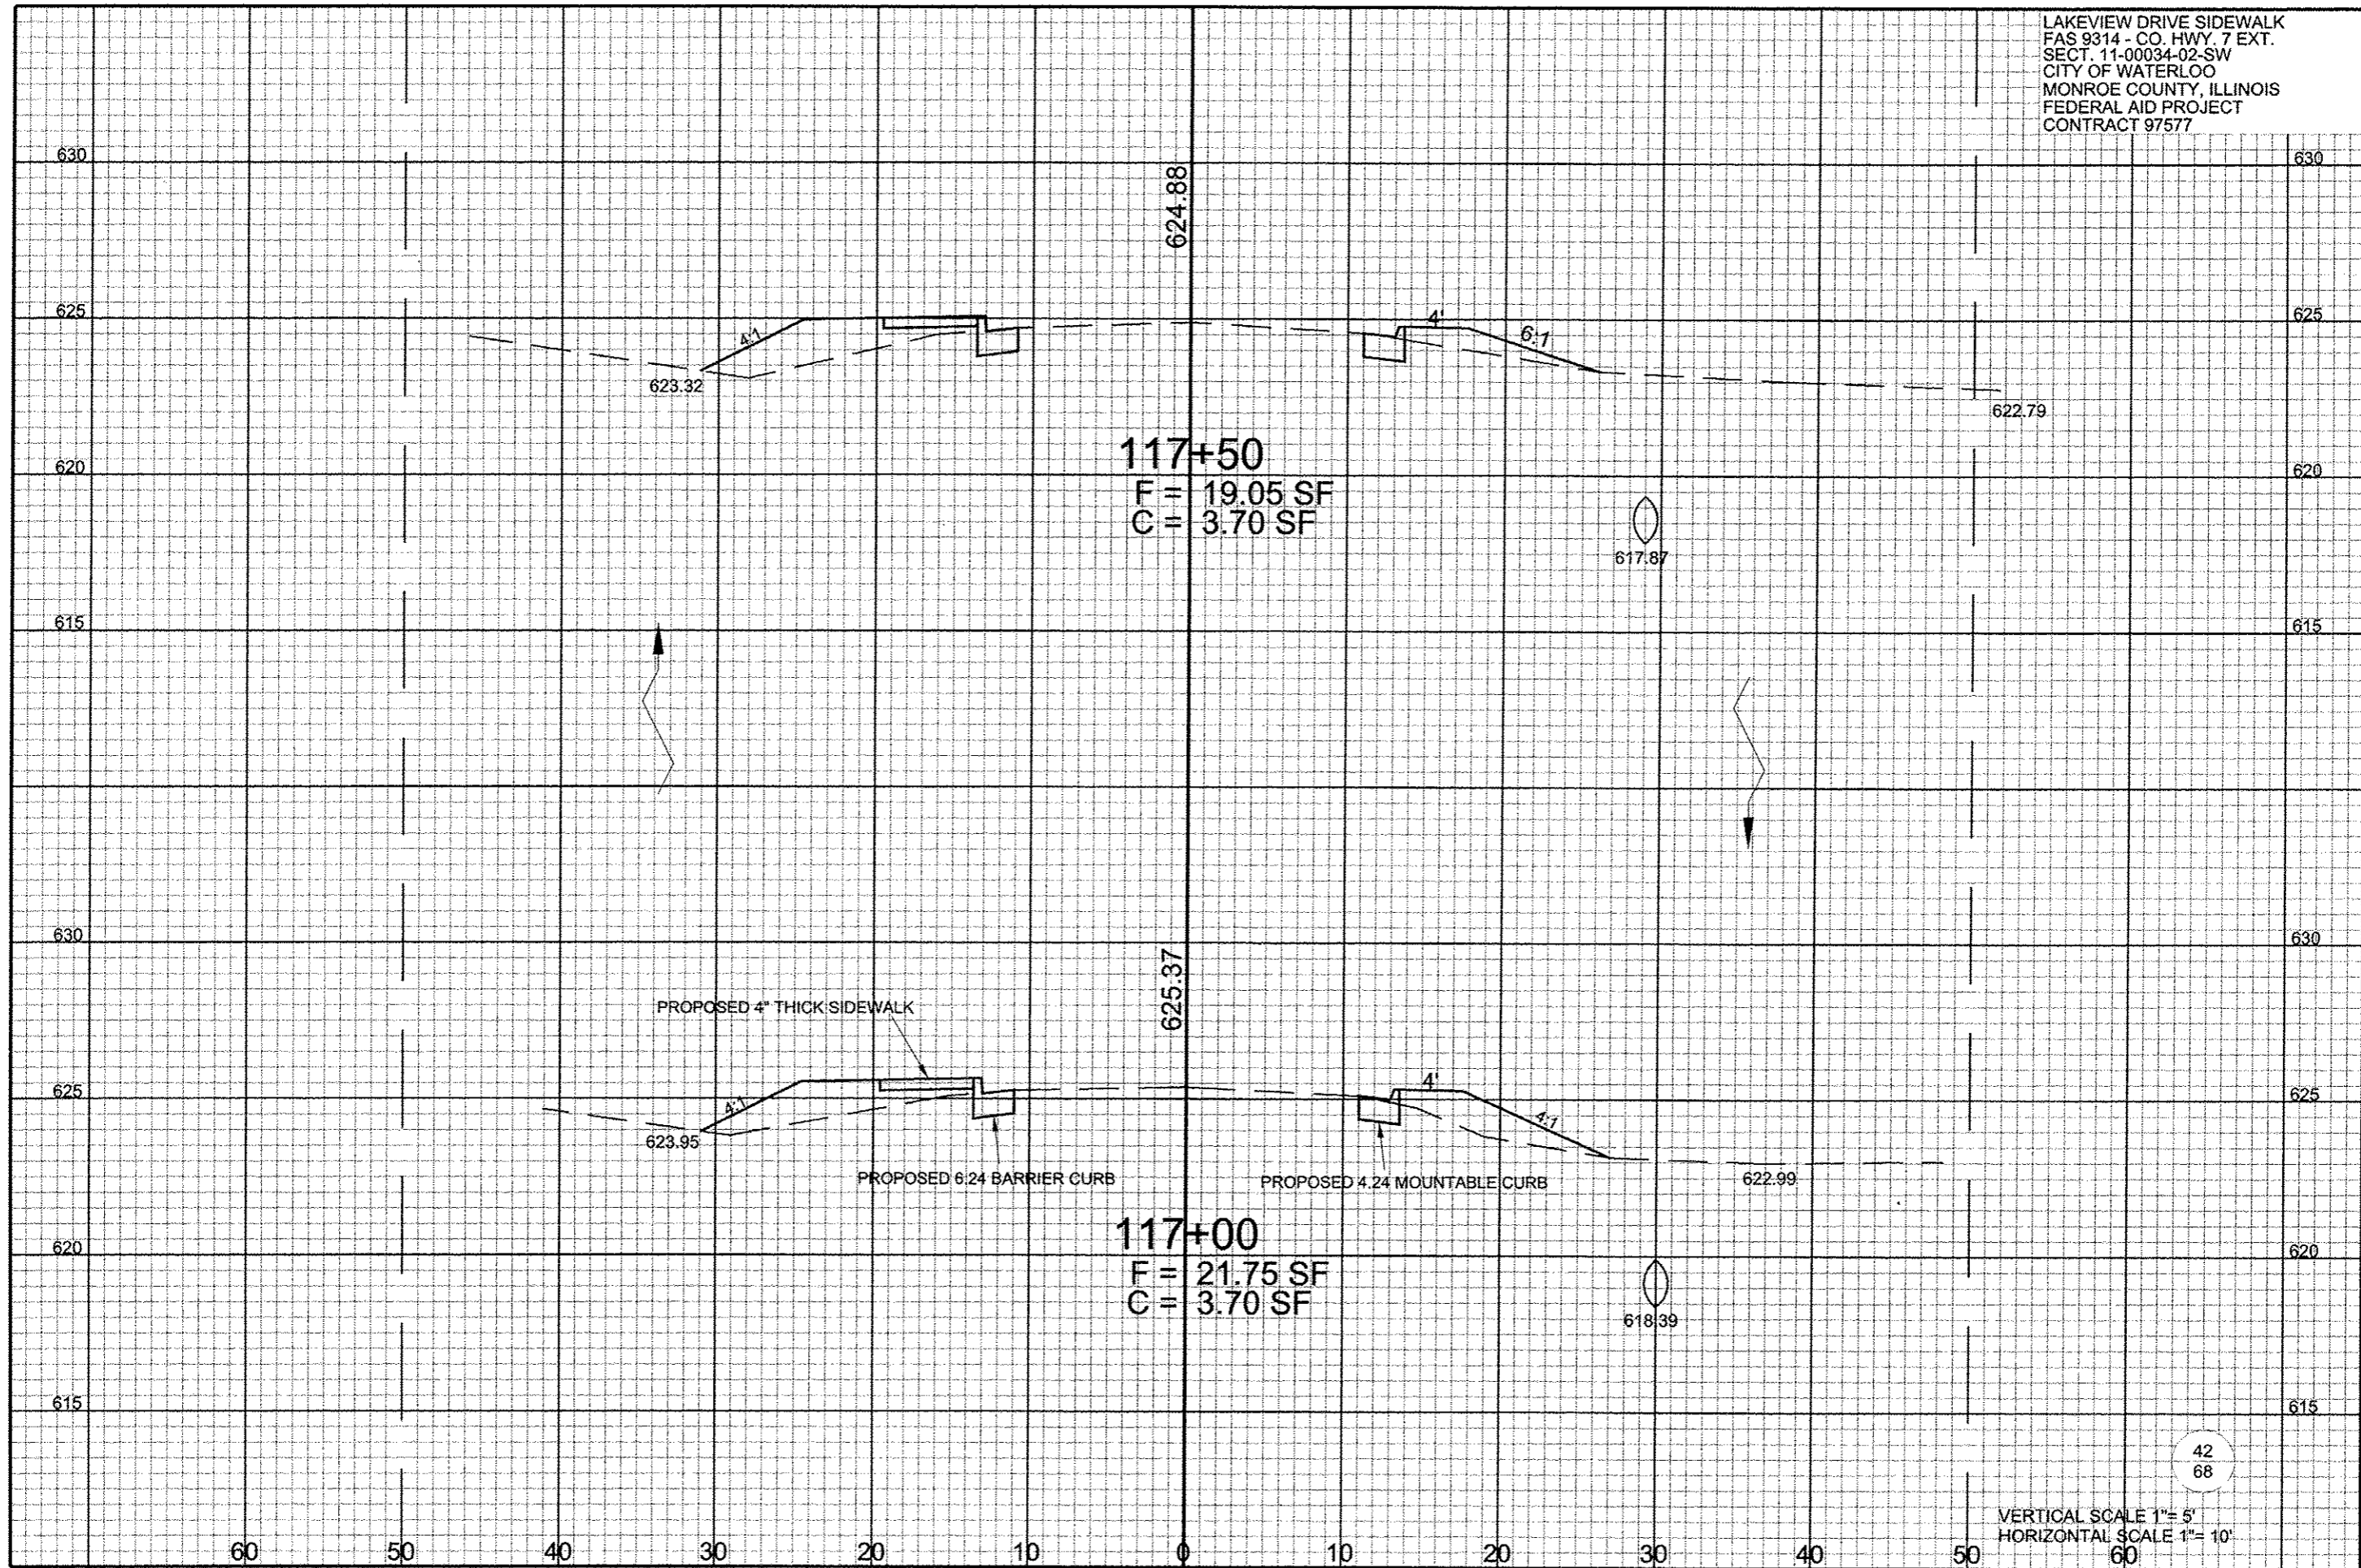 LAKEVIEW DRIVE SIDEWALK
FAS 9314 - CO. HWY. 7 EXT.
SECT. 11-00034-02-SW
CITY OF WATERLOO
MONROE COUNTY, ILLINOIS
FEDERAL AID PROJECT
CONTRACT 97577
630
630
624.88
625
625
4:1
4'
6:1
623.32
622.79
117+50
620
620
F = 19.05 SF
C = 3.70 SF
617.87
615
615
630
630
625.37
PROPOSED 4" THICK SIDEWALK
625
625
4:1
4'
4:1
623.95
622.99
PROPOSED 6.24 BARRIER CURB
PROPOSED 4.24 MOUNTABLE CURB
117+00
620
620
F = 21.75 SF
C = 3.70 SF
618.39
615
615
42
68
VERTICAL SCALE 1"= 5'
HORIZONTAL SCALE 1"= 10'
60 50 40 30 20 10 0 10 20 30 40 50 60